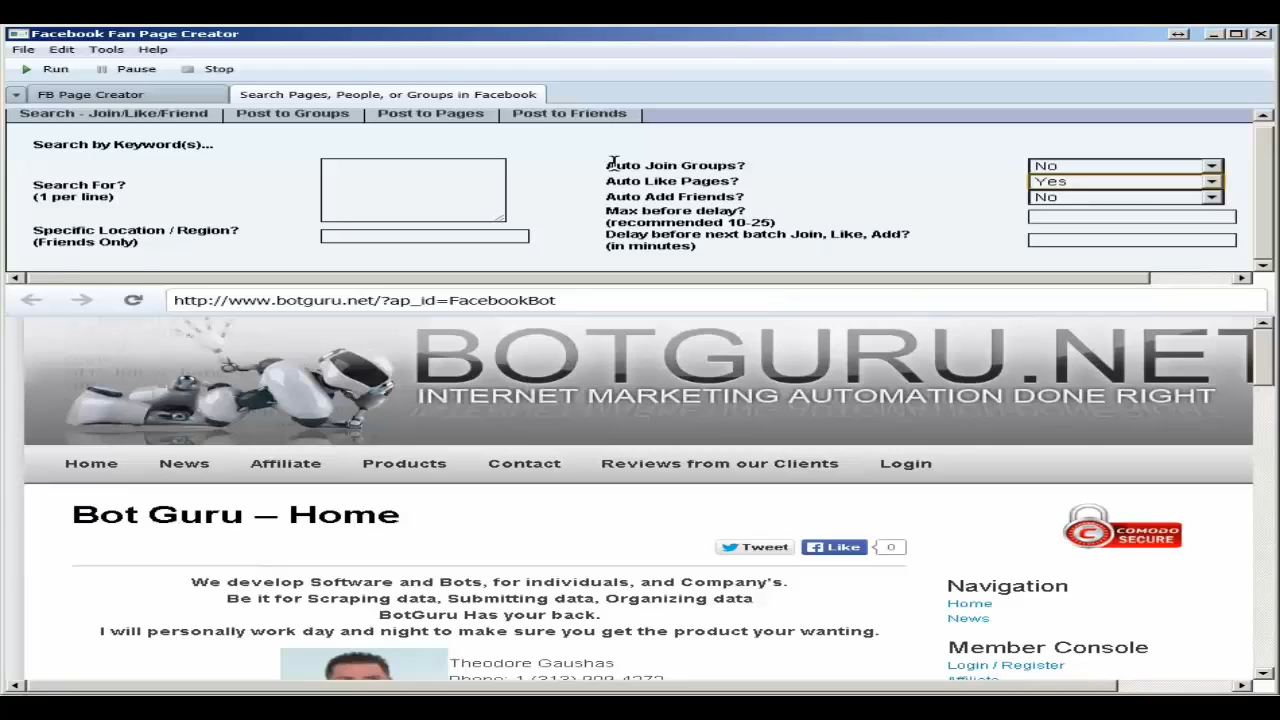 Facebook Fan Page Creator
File Edit Tools Help
Run Pause Stop
FB Page Creator Search Pages, People, or Groups in Facebook
Search - Join/Like/Friend Post to Groups Post to Pages Post to Friends
Search by Keyword(s)...
Search For?
(1 per line)
Specific Location / Region?
(Friends Only)
Auto Join Groups? No
Auto Like Pages? Yes
Auto Add Friends? No
Max before delay?
(recommended 10-25)
Delay before next batch Join, Like, Add?
(in minutes)
http://www.botguru.net/?ap_id=FacebookBot
BOTGURU.NET
INTERNET MARKETING AUTOMATION DONE RIGHT
Home News Affiliate Products Contact Reviews from our Clients Login
Bot Guru – Home
COMODO
SECURE
Tweet Like 0
We develop Software and Bots, for individuals, and Company's.
Be it for Scraping data, Submitting data, Organizing data
BotGuru Has your back.
I will personally work day and night to make sure you get the product your wanting.
Theodore Gaushas
Navigation
Home
News
Member Console
Login / Register